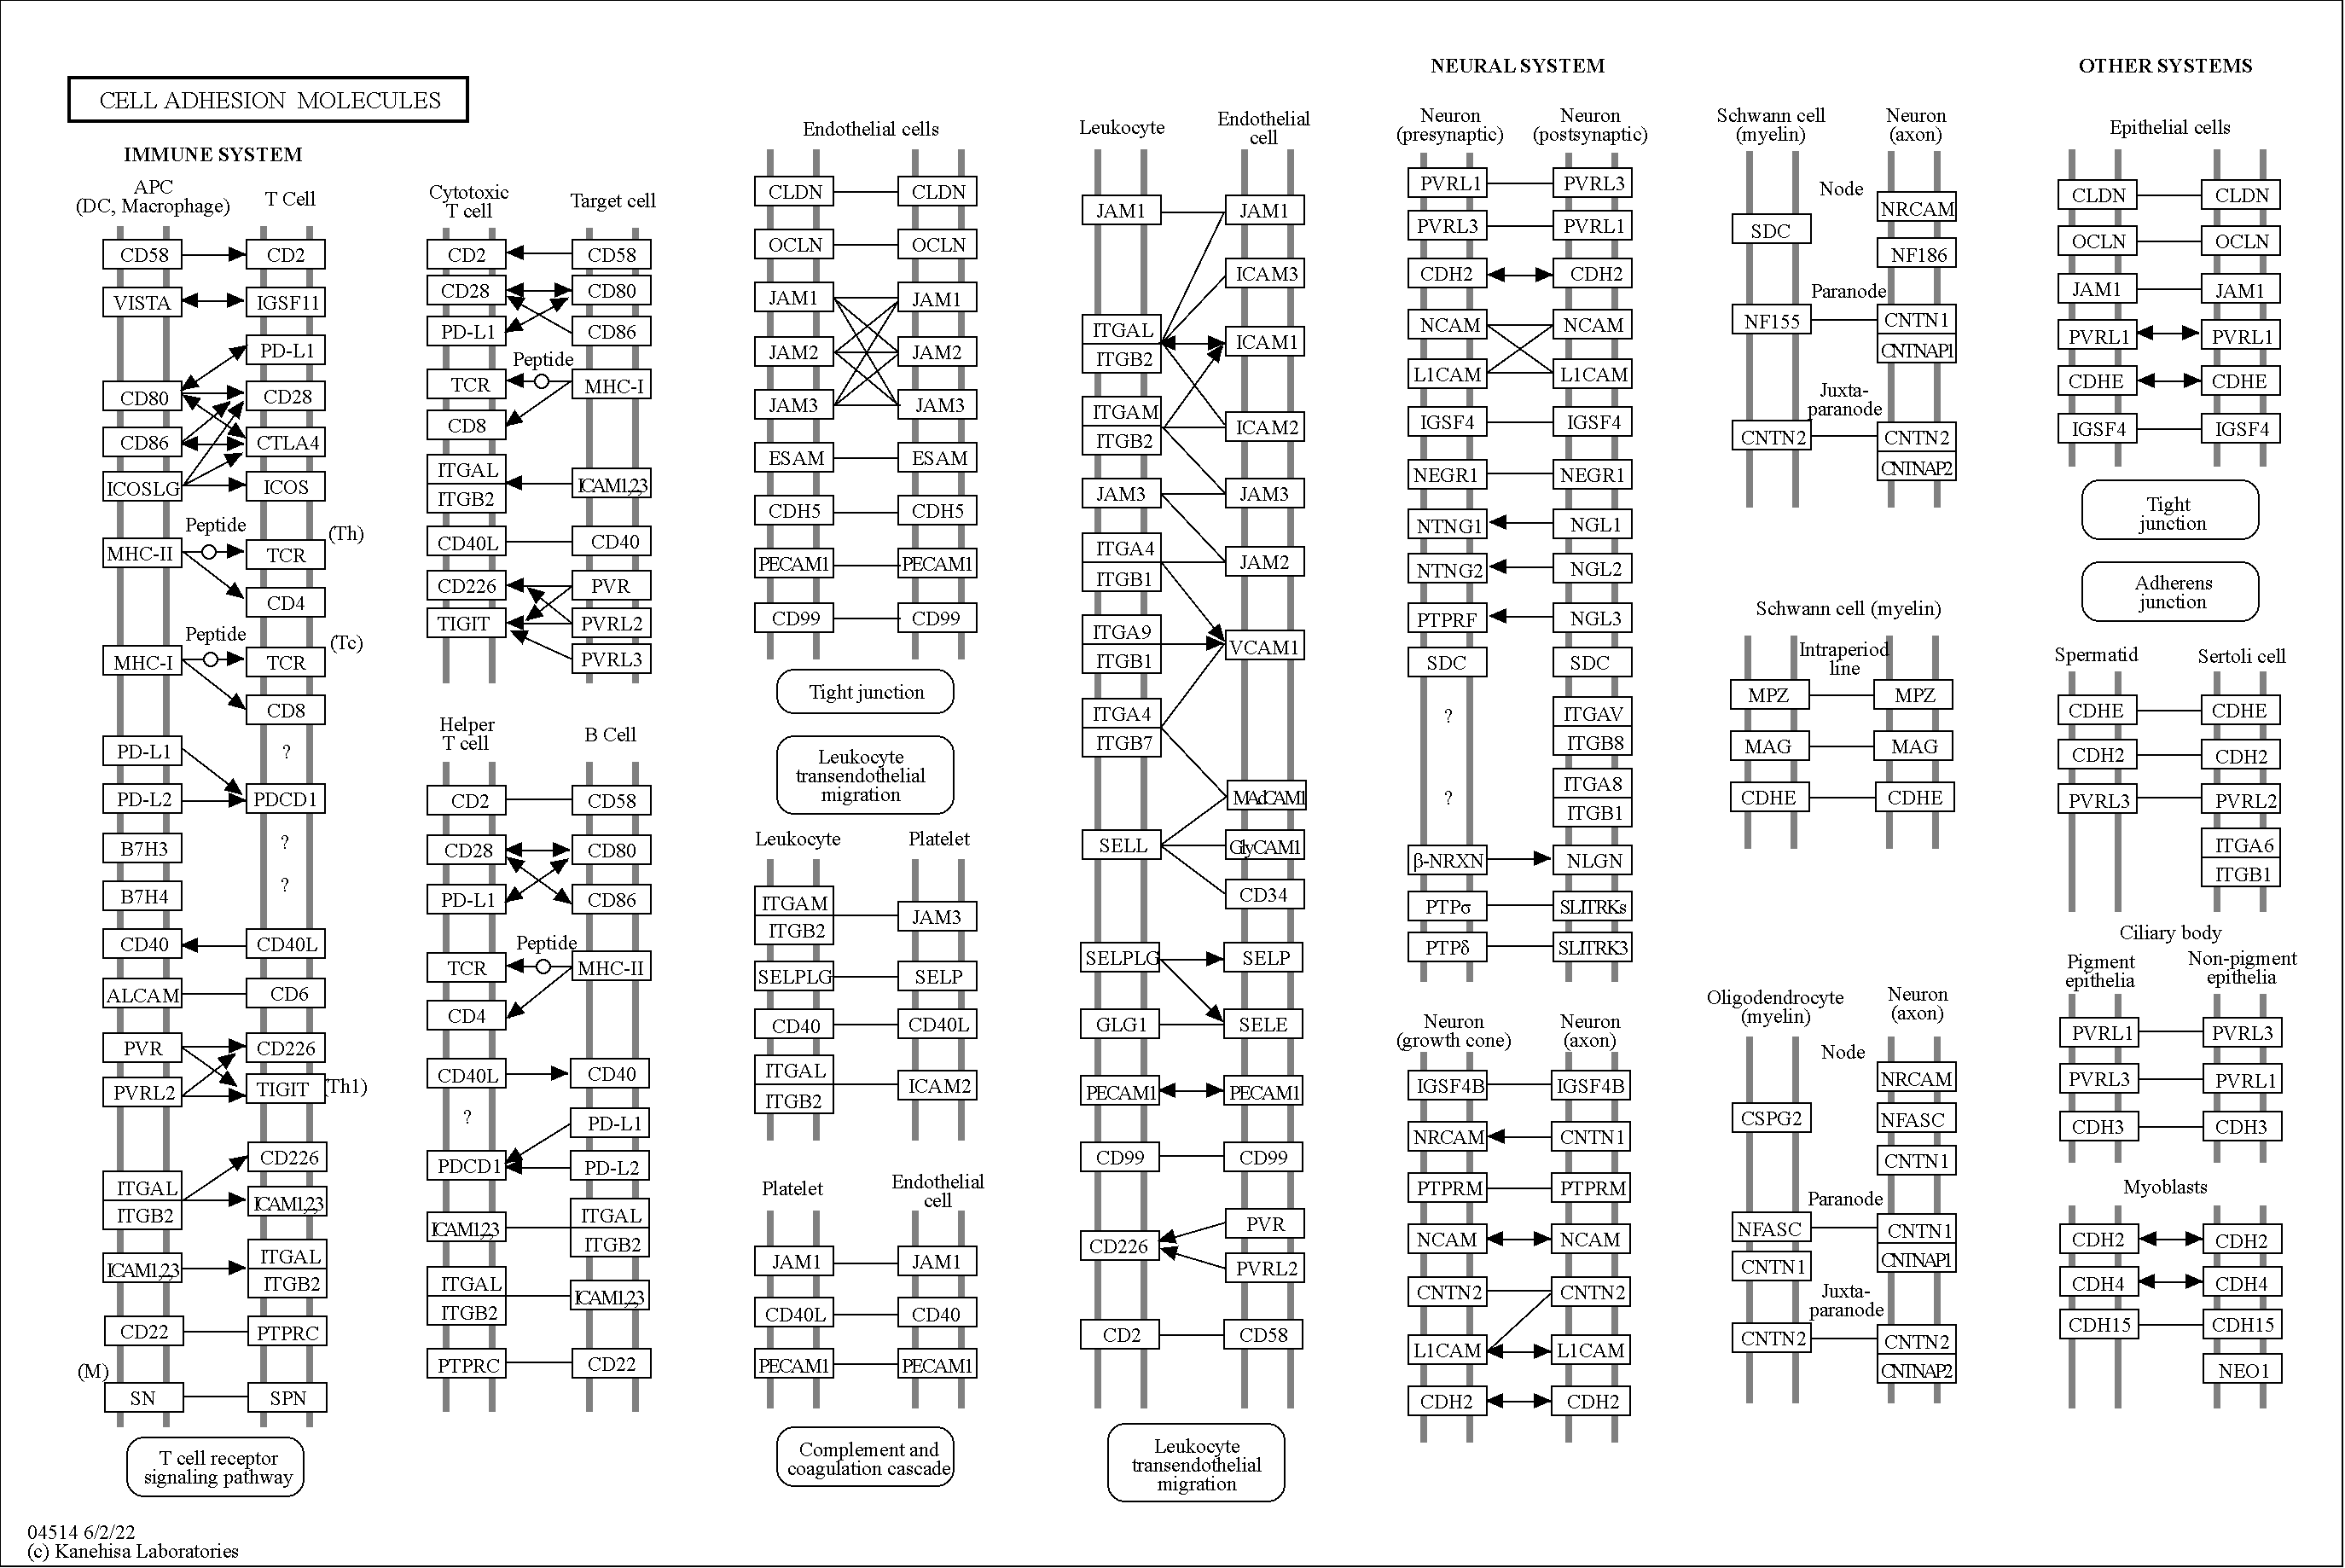 CELL ADHESION MOLECULES
IMMUNE SYSTEM
APC
(DC, Macrophage)
T Cell
CD58
CD2
VISTA
IGSF11
PD-L1
CD80
CD28
CD86
CTLA4
ICOSLG
ICOS
Peptide
(Th)
MHC-II
TCR
CD4
Peptide
(Tc)
MHC-I
TCR
CD8
PD-L1
?
PD-L2
PDCD1
B7H3
?
B7H4
?
CD40
CD40L
ALCAM
CD6
PVR
CD226
PVRL2
TIGIT
(Th1)
CD226
ITGAL
ITGB2
ICAM1,2,3
ICAM1,2,3
ITGAL
ITGB2
CD22
PTPRC
(M)
SN
SPN
T cell receptor
signaling pathway
04514 6/2/22
(c) Kanehisa Laboratories
Cytotoxic
T cell
Target cell
CD2
CD58
CD28
CD80
PD-L1
CD86
Peptide
TCR
MHC-I
CD8
ITGAL
ITGB2
ICAM1,2,3
CD40L
CD40
CD226
PVR
TIGIT
PVRL2
PVRL3
Helper
T cell
B Cell
CD2
CD58
CD28
CD80
PD-L1
CD86
Peptide
TCR
MHC-II
CD4
CD40L
CD40
?
PD-L1
PDCD1
PD-L2
ICAM1,2,3
ITGAL
ITGB2
ITGAL
ITGB2
ICAM1,2,3
PTPRC
CD22
Endothelial cells
CLDN
CLDN
OCLN
OCLN
JAM1
JAM1
JAM2
JAM2
JAM3
JAM3
ESAM
ESAM
CDH5
CDH5
PECAM1
PECAM1
CD99
CD99
Tight junction
Leukocyte
transendothelial
migration
Leukocyte
Platelet
ITGAM
ITGB2
JAM3
SELPLG
SELP
CD40
CD40L
ITGAL
ITGB2
ICAM2
Platelet
Endothelial
cell
JAM1
JAM1
CD40L
CD40
PECAM1
PECAM1
Complement and
coagulation cascade
Leukocyte
Endothelial
cell
JAM1
JAM1
ICAM3
ITGAL
ITGB2
ICAM1
ITGAM
ITGB2
ICAM2
JAM3
JAM3
ITGA4
ITGB1
JAM2
ITGA9
ITGB1
VCAM1
ITGA4
ITGB7
MAdCAM1
SELL
GlyCAM1
CD34
SELPLG
SELP
GLG1
SELE
PECAM1
PECAM1
CD99
CD99
PVR
CD226
PVRL2
CD2
CD58
Leukocyte
transendothelial
migration
NEURAL SYSTEM
Neuron
(presynaptic)
Neuron
(postsynaptic)
PVRL1
PVRL3
PVRL3
PVRL1
CDH2
CDH2
NCAM
NCAM
L1CAM
L1CAM
IGSF4
IGSF4
NEGR1
NEGR1
NTNG1
NGL1
NTNG2
NGL2
PTPRF
NGL3
SDC
SDC
?
ITGAV
ITGB8
?
ITGA8
ITGB1
β-NRXN
NLGN
PTPσ
SLITRKs
PTPδ
SLITRK3
Neuron
(growth cone)
Neuron
(axon)
IGSF4B
IGSF4B
NRCAM
CNTN1
PTPRM
PTPRM
NCAM
NCAM
CNTN2
CNTN2
L1CAM
L1CAM
CDH2
CDH2
Schwann cell
(myelin)
Neuron
(axon)
Node
NRCAM
SDC
NF186
Paranode
NF155
CNTN1
CNTNAP1
Juxta-
paranode
CNTN2
CNTN2
CNTNAP2
Schwann cell (myelin)
Intraperiod
line
MPZ
MPZ
MAG
MAG
CDHE
CDHE
Oligodendrocyte
(myelin)
Neuron
(axon)
Node
NRCAM
CSPG2
NFASC
CNTN1
Paranode
NFASC
CNTN1
CNTN1
CNTNAP1
Juxta-
paranode
CNTN2
CNTN2
CNTNAP2
OTHER SYSTEMS
Epithelial cells
CLDN
CLDN
OCLN
OCLN
JAM1
JAM1
PVRL1
PVRL1
CDHE
CDHE
IGSF4
IGSF4
Tight
junction
Adherens
junction
Spermatid
Sertoli cell
CDHE
CDHE
CDH2
CDH2
PVRL3
PVRL2
ITGA6
ITGB1
Ciliary body
Pigment
epithelia
Non-pigment
epithelia
PVRL1
PVRL3
PVRL3
PVRL1
CDH3
CDH3
Myoblasts
CDH2
CDH2
CDH4
CDH4
CDH15
CDH15
NEO1